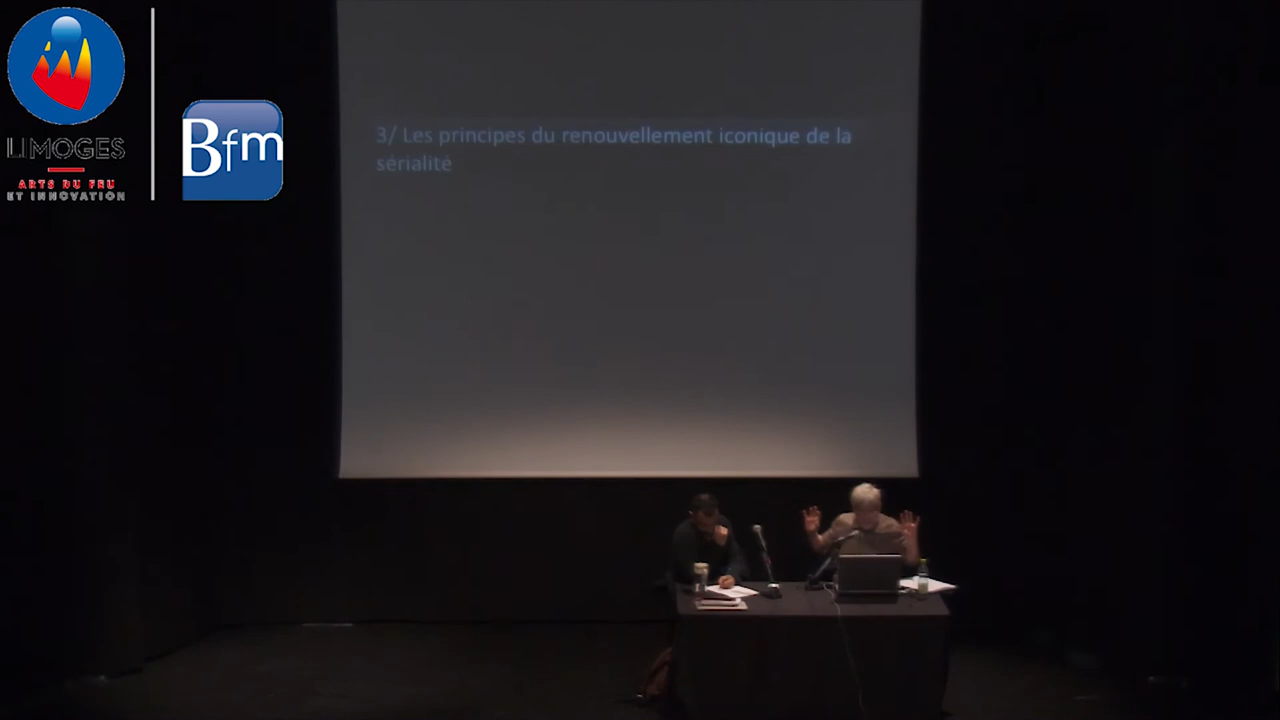 LIMOGES
ARTS DU FEU
ET INNOVATION
Bfm
3/ Les principes du renouvellement iconique de la
sérialité